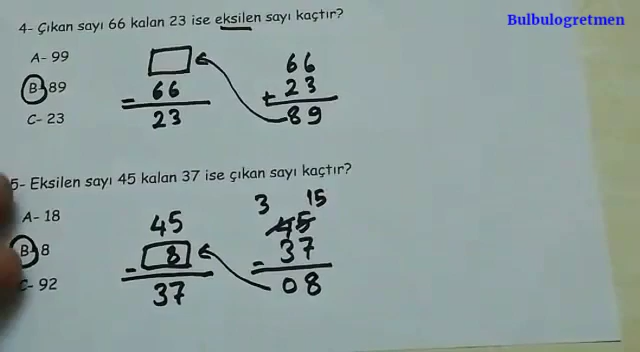 Bulbulogretmen
4- Çıkan sayı 66 kalan 23 ise eksilen sayı kaçtır?
A- 99
B- 89
C- 23
66
23
66
+ 23
89
5- Eksilen sayı 45 kalan 37 ise çıkan sayı kaçtır?
A- 18
B- 8
C- 92
45
- 8
37
3 15
45
- 37
08